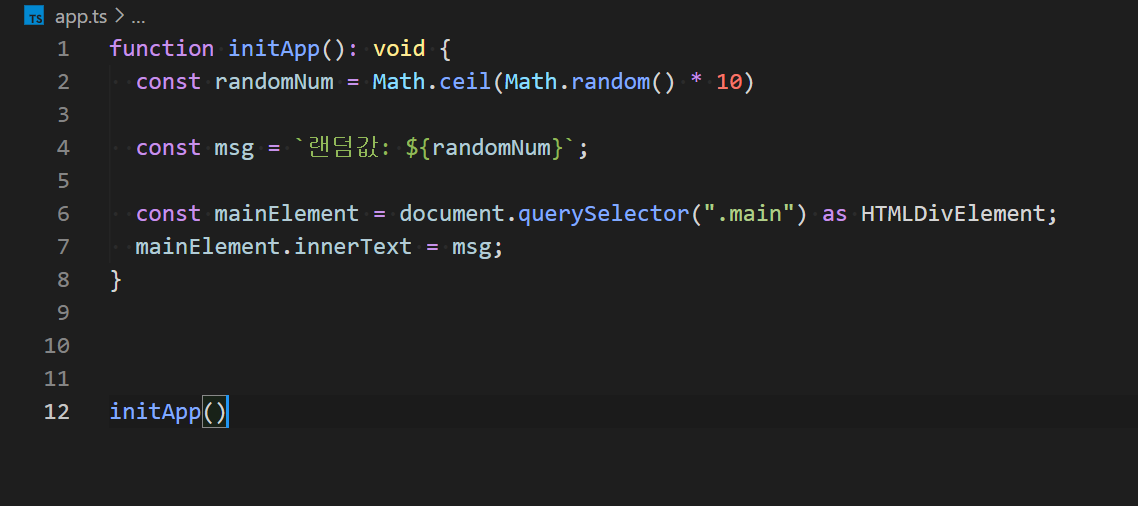 TS app.ts > ...
1 function initApp(): void {
2   const randomNum = Math.ceil(Math.random() * 10)
3
4   const msg = `랜덤값: ${randomNum}`;
5
6   const mainElement = document.querySelector(".main") as HTMLDivElement;
7   mainElement.innerText = msg;
8 }
9
10
11
12 initApp()